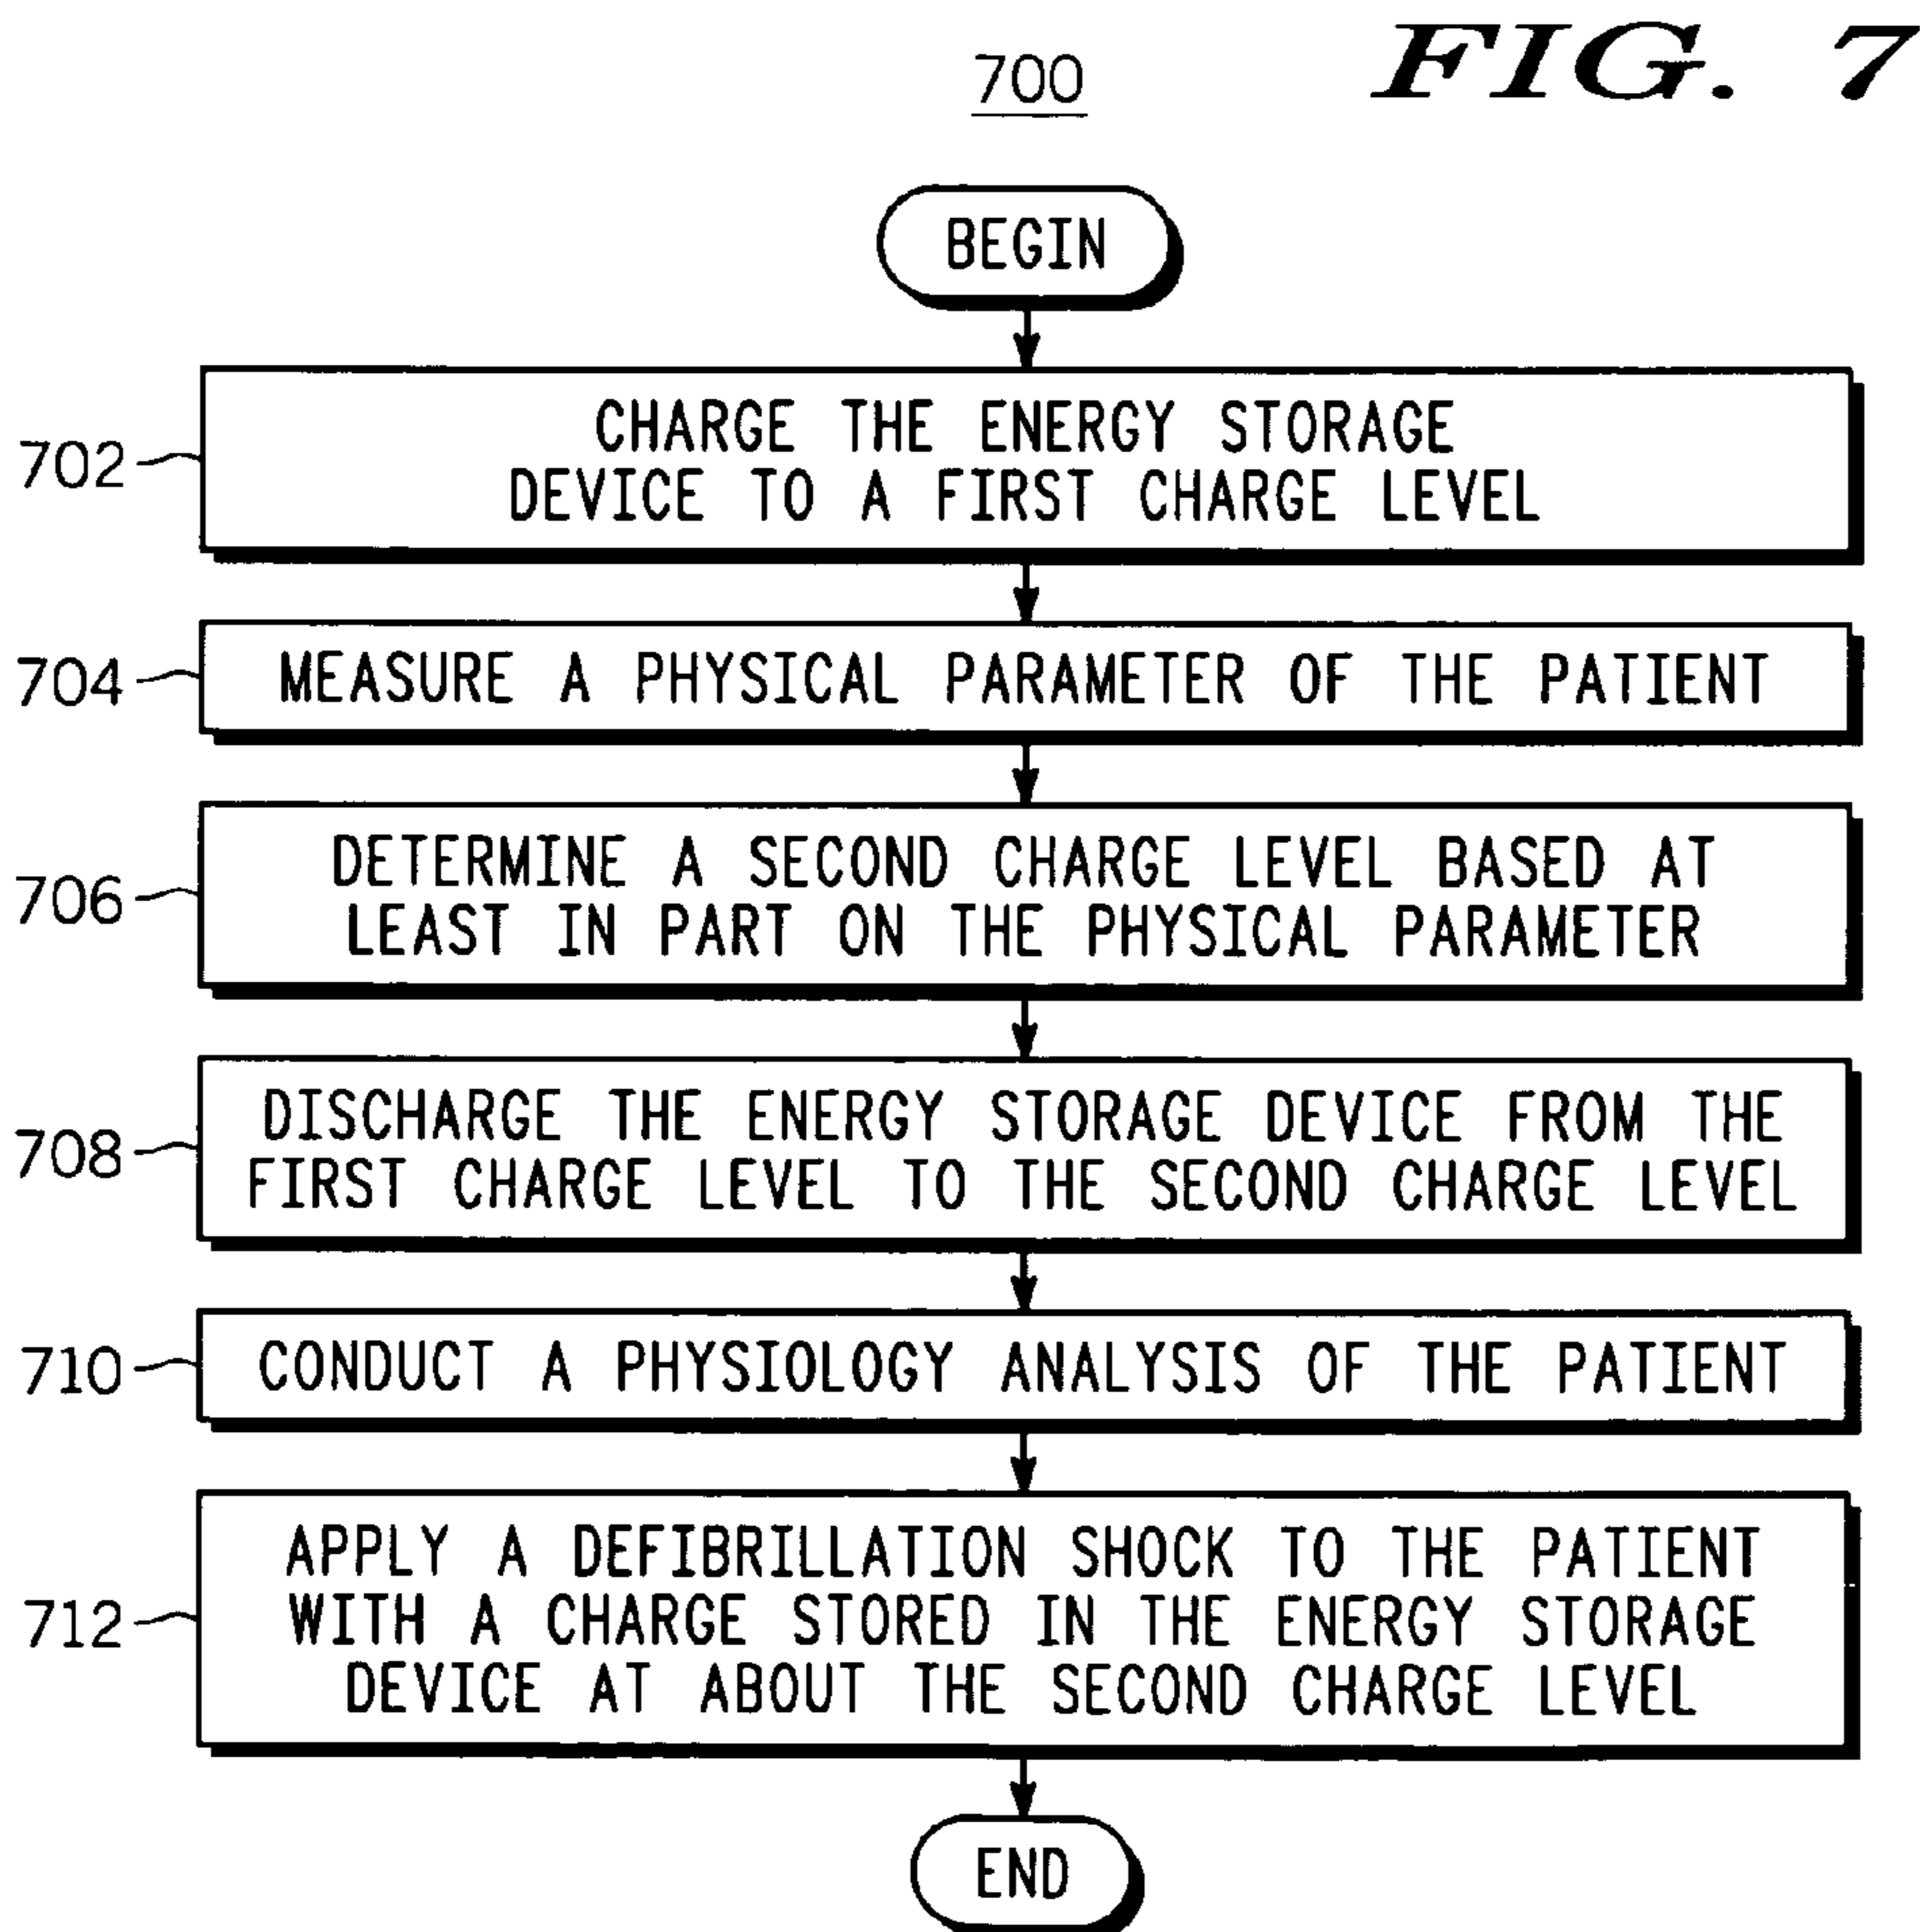 700
FIG. 7
BEGIN
702
CHARGE THE ENERGY STORAGE
DEVICE TO A FIRST CHARGE LEVEL
704
MEASURE A PHYSICAL PARAMETER OF THE PATIENT
706
DETERMINE A SECOND CHARGE LEVEL BASED AT
LEAST IN PART ON THE PHYSICAL PARAMETER
708
DISCHARGE THE ENERGY STORAGE DEVICE FROM THE
FIRST CHARGE LEVEL TO THE SECOND CHARGE LEVEL
710
CONDUCT A PHYSIOLOGY ANALYSIS OF THE PATIENT
712
APPLY A DEFIBRILLATION SHOCK TO THE PATIENT
WITH A CHARGE STORED IN THE ENERGY STORAGE
DEVICE AT ABOUT THE SECOND CHARGE LEVEL
END